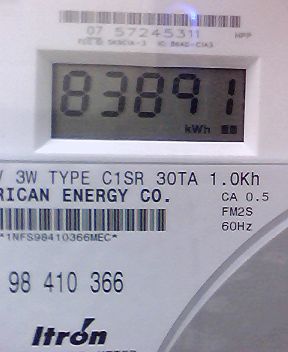 07 57245311
83891
kWh
V 3W TYPE C1SR 30TA 1.0Kh
RICAN ENERGY CO.
CA 0.5
FM2S
60Hz
*1NFS98410366MEC*
98 410 366
Itrón